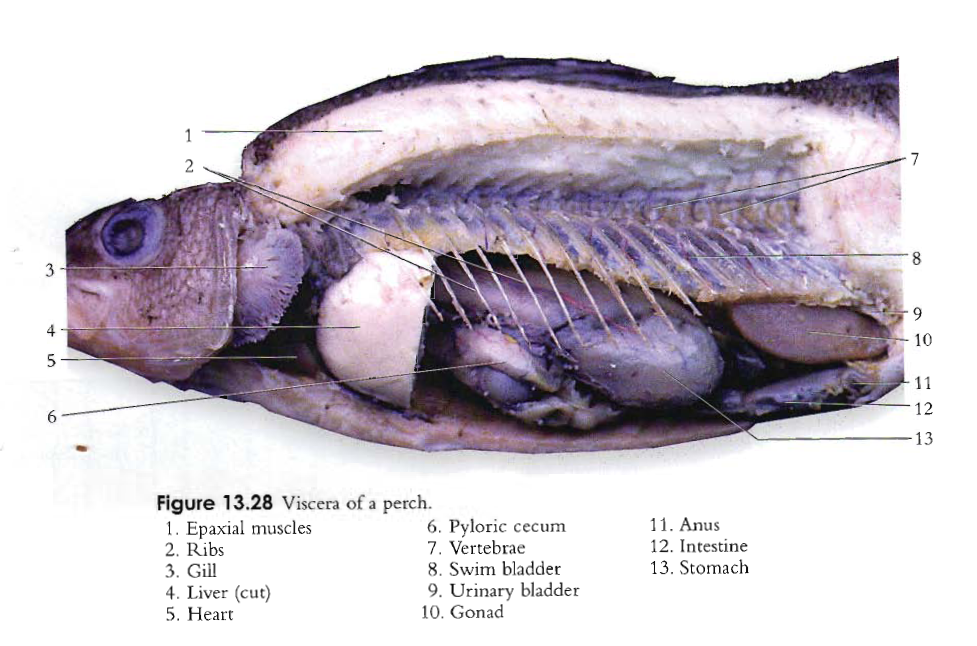 1
2
3
4
5
6
7
8
9
10
11
12
13
Figure 13.28 Viscera of a perch.
1. Epaxial muscles
2. Ribs
3. Gill
4. Liver (cut)
5. Heart
6. Pyloric cecum
7. Vertebrae
8. Swim bladder
9. Urinary bladder
10. Gonad
11. Anus
12. Intestine
13. Stomach